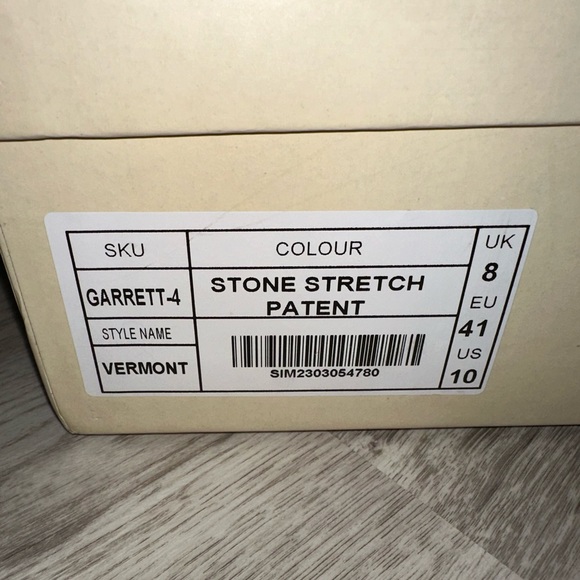 SKU
COLOUR
UK
GARRETT-4
STONE STRETCH
PATENT
8
EU
STYLE NAME
41
VERMONT
SIM2303054780
US
10